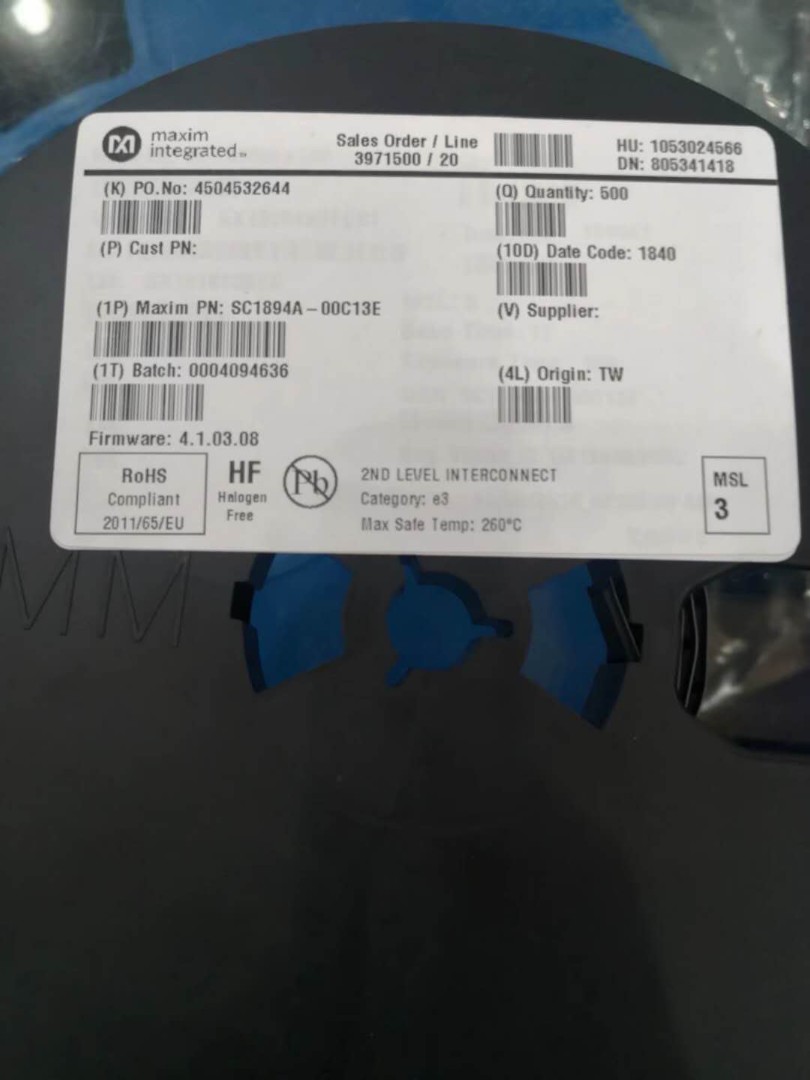 maxim
integrated™
Sales Order / Line
3971500 / 20
HU: 1053024566
DN: 805341418
(K) PO.No: 4504532644
(Q) Quantity: 500
(P) Cust PN:
(10D) Date Code: 1840
(1P) Maxim PN: SC1894A-00C13E
(V) Supplier:
(1T) Batch: 0004094636
(4L) Origin: TW
Firmware: 4.1.03.08
RoHS
Compliant
2011/65/EU
HF
Halogen
Free
Pb
2ND LEVEL INTERCONNECT
Category: e3
Max Safe Temp: 260°C
MSL
3
MM